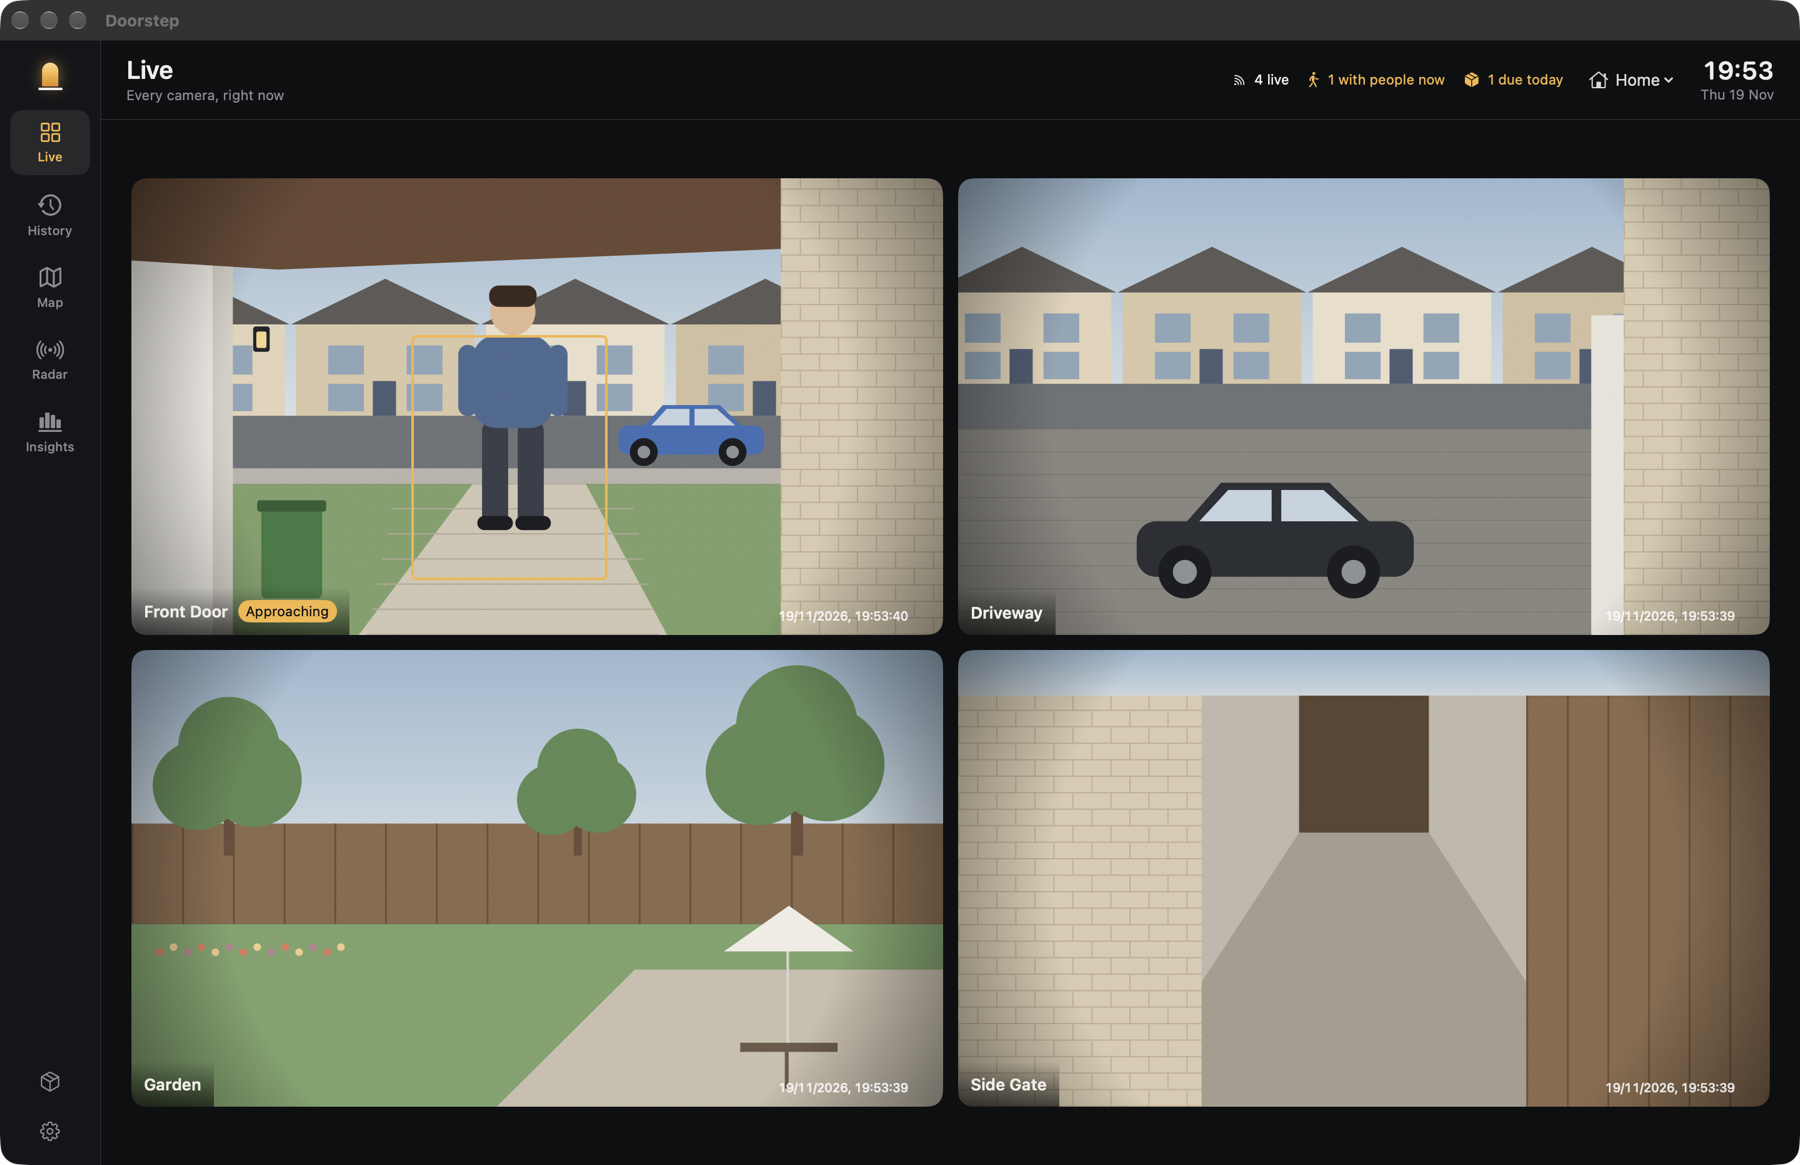 Doorstep
Live
Every camera, right now
4 live
1 with people now
1 due today
Home
19:53
Thu 19 Nov
Live
History
Map
Radar
Insights
Front Door
Approaching
19/11/2026, 19:53:40
Driveway
19/11/2026, 19:53:39
Garden
19/11/2026, 19:53:39
Side Gate
19/11/2026, 19:53:39